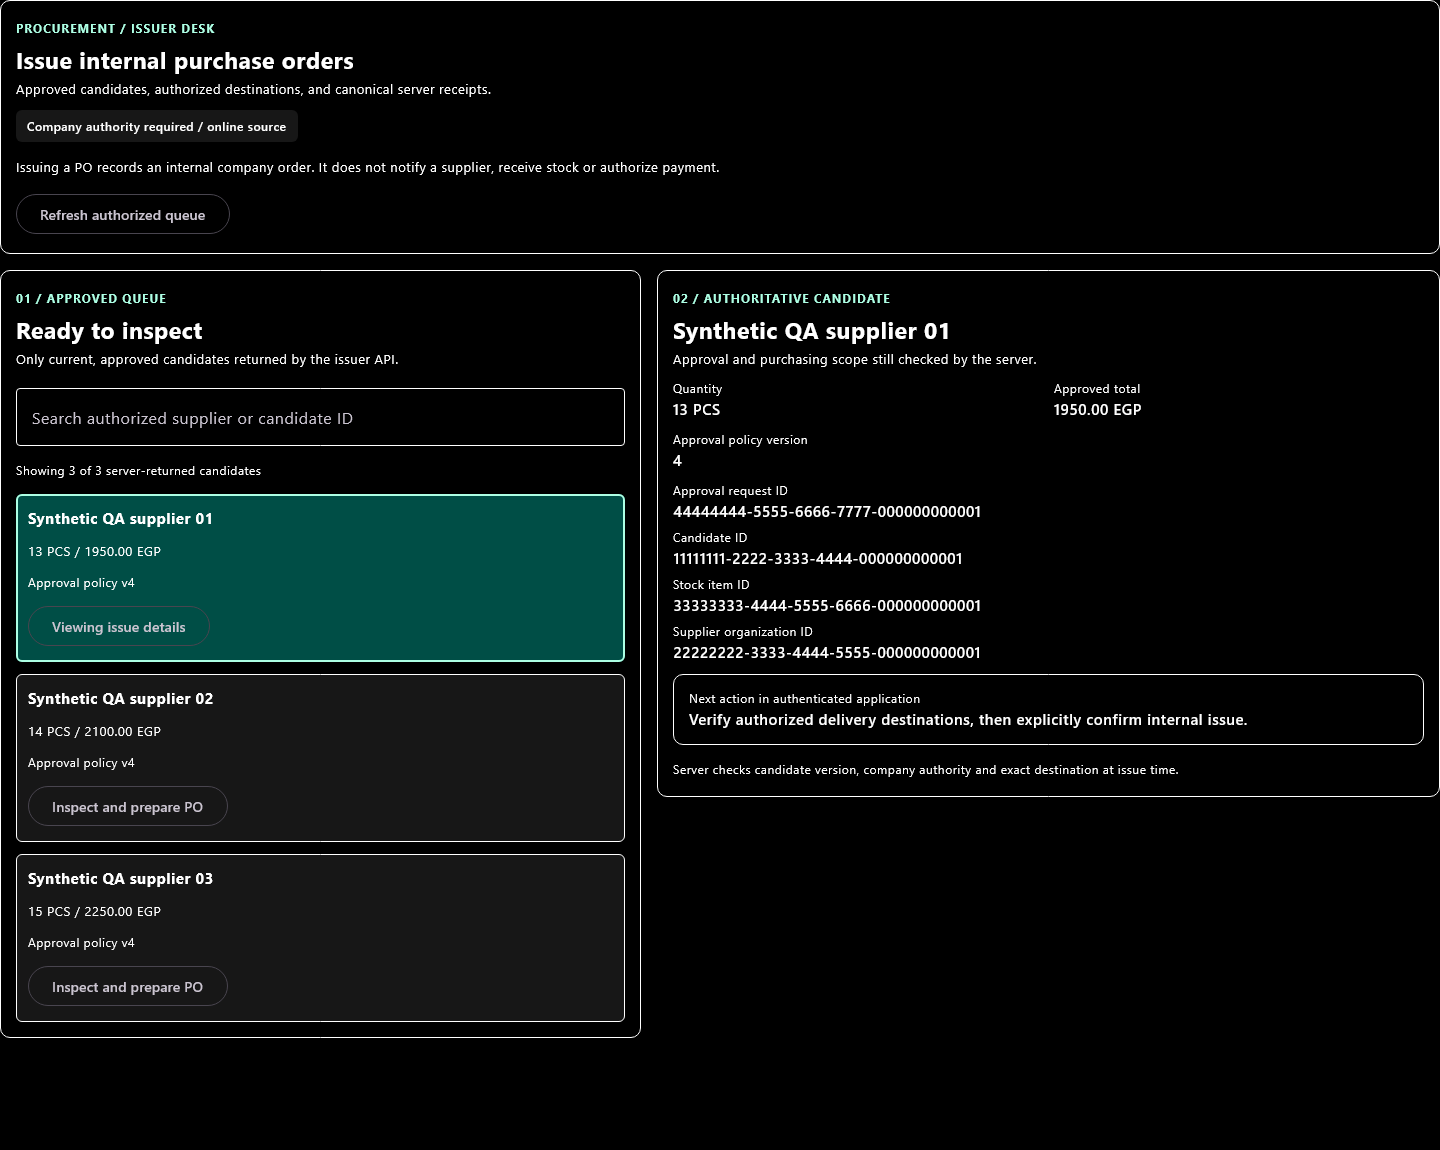 PROCUREMENT / ISSUER DESK
Issue internal purchase orders
Approved candidates, authorized destinations, and canonical server receipts.
Company authority required / online source
Issuing a PO records an internal company order. It does not notify a supplier, receive stock or authorize payment.
Refresh authorized queue
01 / APPROVED QUEUE
Ready to inspect
Only current, approved candidates returned by the issuer API.
Search authorized supplier or candidate ID
Showing 3 of 3 server-returned candidates
Synthetic QA supplier 01
13 PCS / 1950.00 EGP
Approval policy v4
Viewing issue details
Synthetic QA supplier 02
14 PCS / 2100.00 EGP
Approval policy v4
Inspect and prepare PO
Synthetic QA supplier 03
15 PCS / 2250.00 EGP
Approval policy v4
Inspect and prepare PO
02 / AUTHORITATIVE CANDIDATE
Synthetic QA supplier 01
Approval and purchasing scope still checked by the server.
Quantity
13 PCS
Approved total
1950.00 EGP
Approval policy version
4
Approval request ID
44444444-5555-6666-7777-000000000001
Candidate ID
11111111-2222-3333-4444-000000000001
Stock item ID
33333333-4444-5555-6666-000000000001
Supplier organization ID
22222222-3333-4444-5555-000000000001
Next action in authenticated application
Verify authorized delivery destinations, then explicitly confirm internal issue.
Server checks candidate version, company authority and exact destination at issue time.